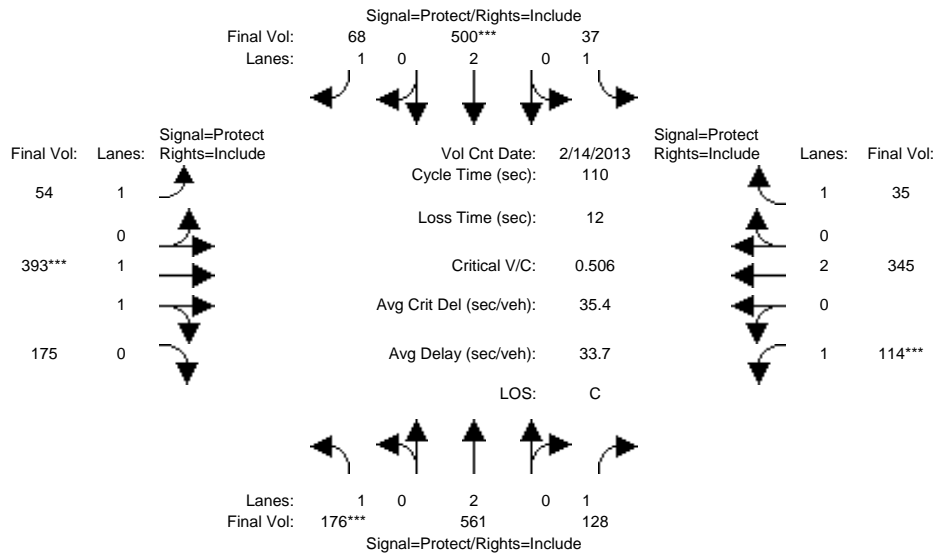 Signal=Protect/Rights=Include
Final Vol: 68 500*** 37
Lanes: 1 0 2 0 1
Signal=Protect Signal=Protect
Final Vol: Lanes: Rights=Include Vol Cnt Date: 2/14/2013 Rights=Include Lanes: Final Vol:
Cycle Time (sec): 110
54 1 1 35
Loss Time (sec): 12
0 0
393*** 1 Critical V/C: 0.506 2 345
1 Avg Crit Del (sec/veh): 35.4 0
175 0 Avg Delay (sec/veh): 33.7 1 114***
LOS: C
Lanes: 1 0 2 0 1
Final Vol: 176*** 561 128
Signal=Protect/Rights=Include